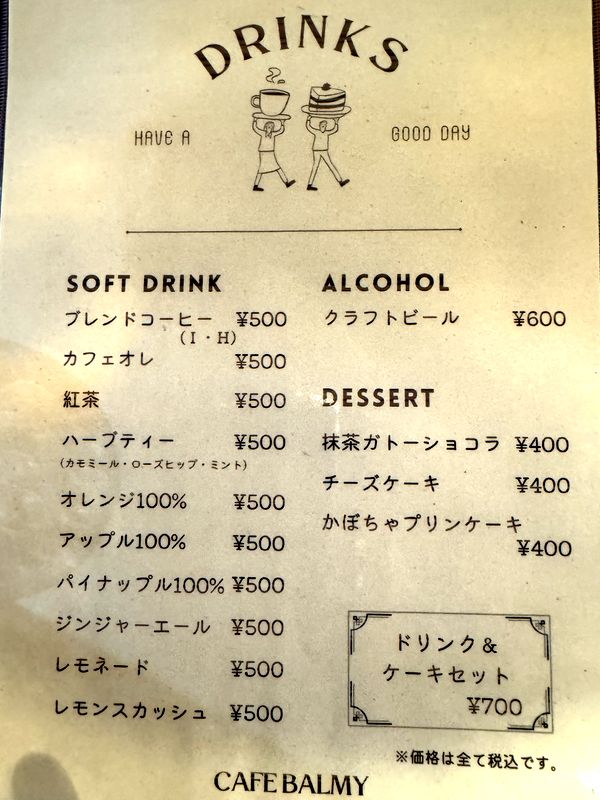 DRINKS
HAVE A GOOD DAY
SOFT DRINK
ブレンドコーヒー ¥500
(I・H)
カフェオレ ¥500
紅茶 ¥500
ハーブティー ¥500
(カモミール・ローズヒップ・ミント)
オレンジ100% ¥500
アップル100% ¥500
パイナップル100% ¥500
ジンジャーエール ¥500
レモネード ¥500
レモンスカッシュ ¥500
ALCOHOL
クラフトビール ¥600
DESSERT
抹茶ガトーショコラ ¥400
チーズケーキ ¥400
かぼちゃプリンケーキ
¥400
ドリンク&
ケーキセット
¥700
※価格は全て税込です。
CAFE BALMY